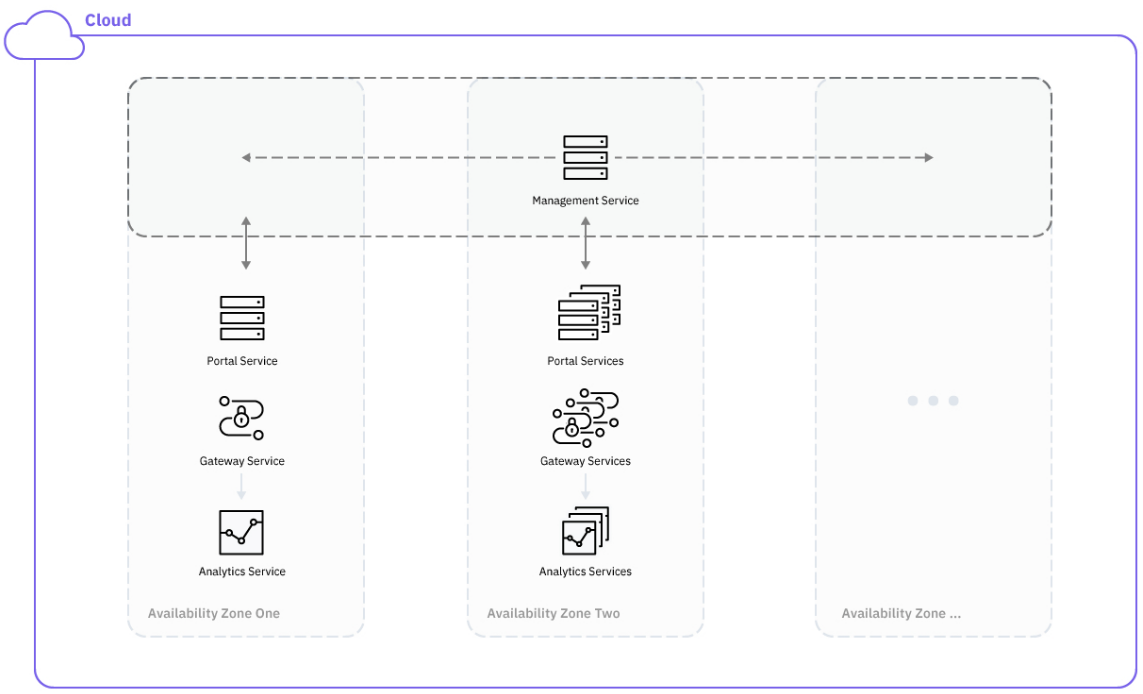 Cloud
Management Service
Portal Service
Portal Services
Gateway Service
Gateway Services
Analytics Service
Analytics Services
Availability Zone One
Availability Zone Two
Availability Zone ...